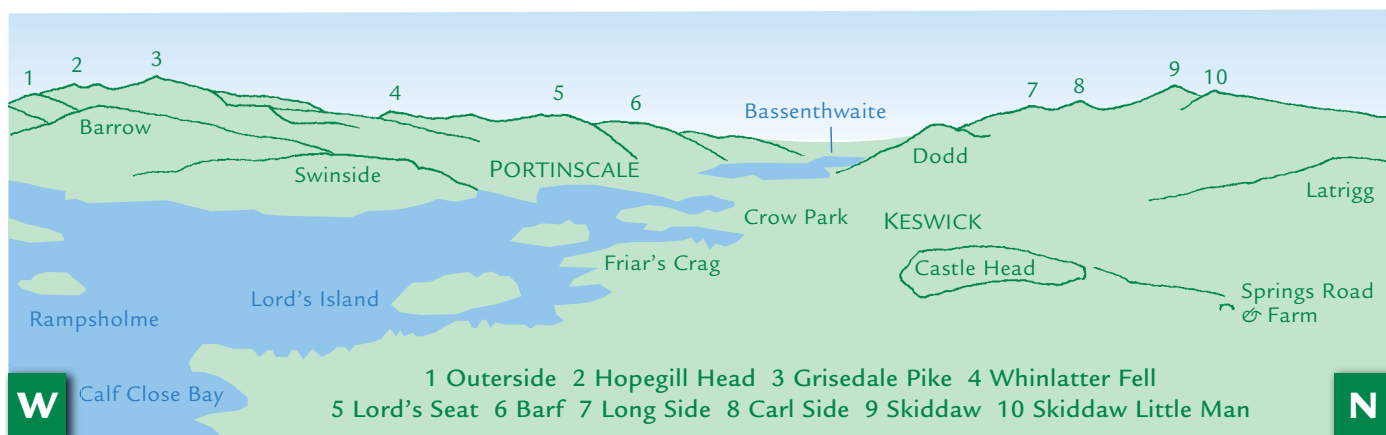 1
2
3
4
5
6
7
8
9
10
Bassenthwaite
Barrow
Dodd
Swinside
PORTINSCALE
Latrigg
Crow Park
KESWICK
Friar's Crag
Castle Head
Lord's Island
Springs Road
& Farm
Rampsholme
Calf Close Bay
W
N
1 Outerside 2 Hopegill Head 3 Grisedale Pike 4 Whinlatter Fell
5 Lord's Seat 6 Barf 7 Long Side 8 Carl Side 9 Skiddaw 10 Skiddaw Little Man